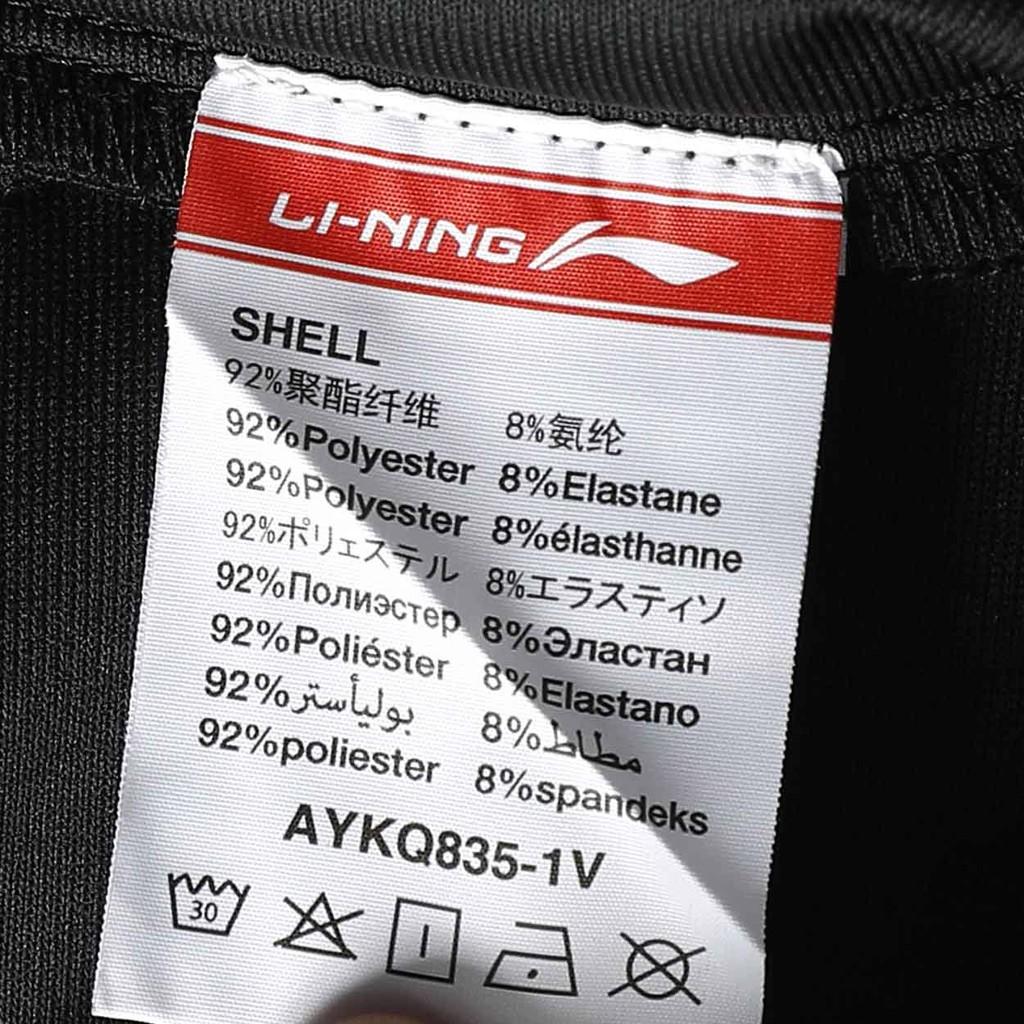 LI-NING
SHELL
92%聚酯纤维 8%氨纶
92%Polyester 8%Elastane
92%Polyester 8%élasthanne
92%ポリェステル 8%エラスティソ
92%Полиэстер 8%Эластан
92%Poliéster 8%Elastano
92%بوليأستر 8%مطاط
92%poliester 8%spandeks
AYKQ835-1V
30